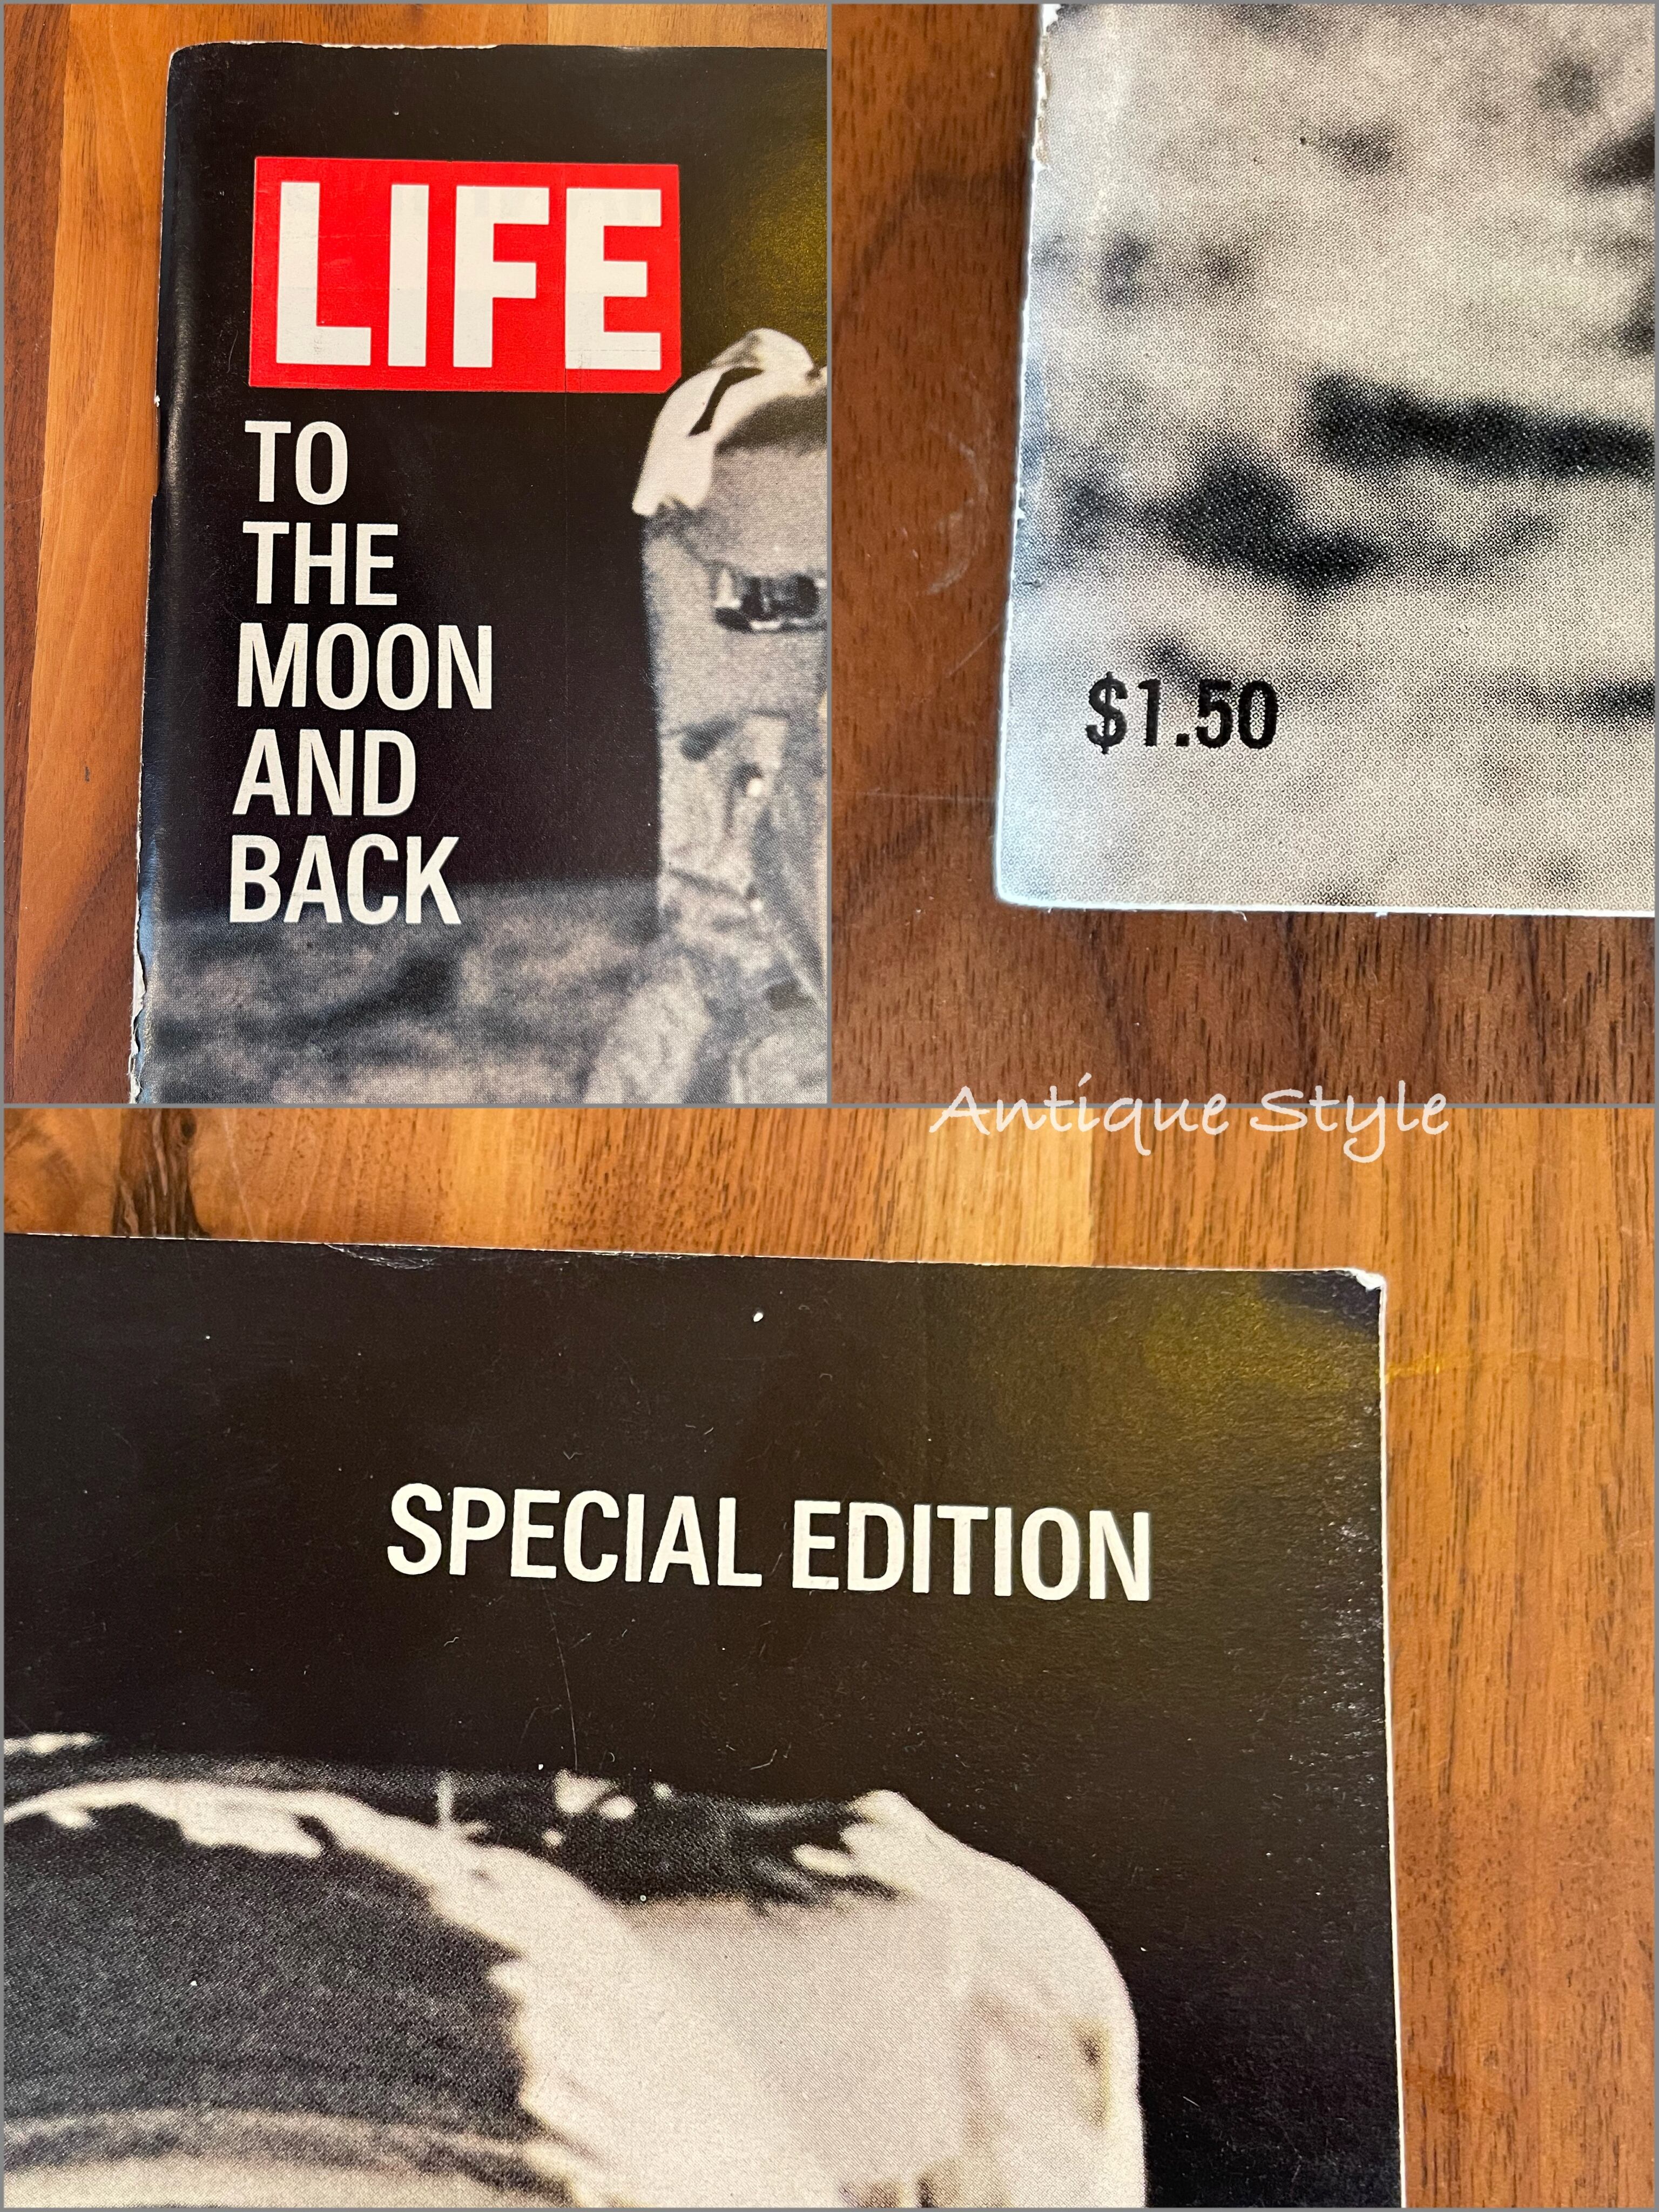 LIFE
TO
THE
MOON
AND
BACK
$1.50
Antique Style
SPECIAL EDITION